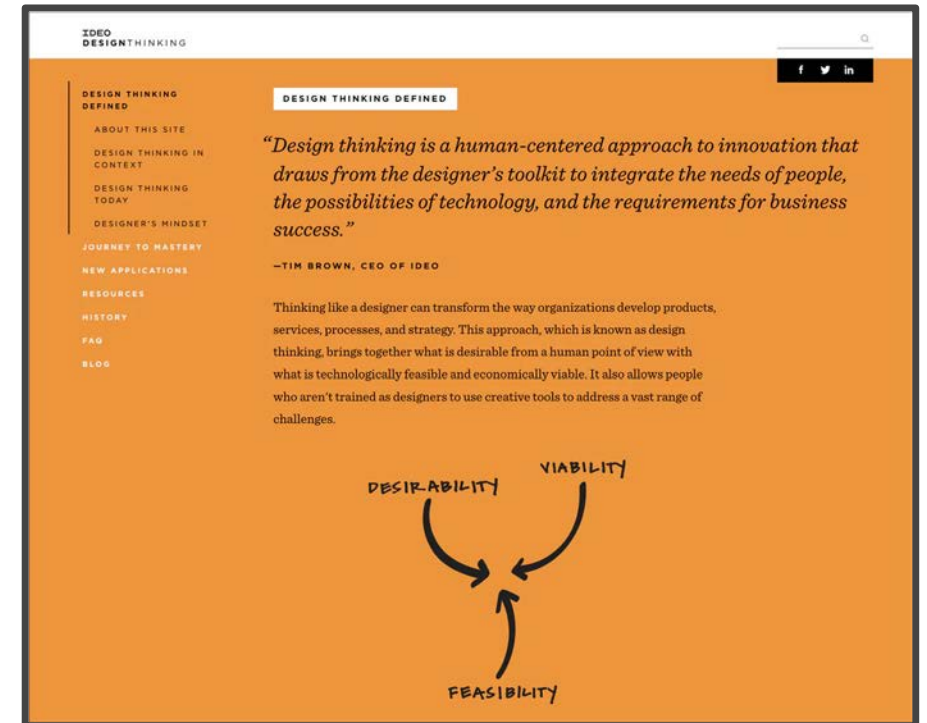 IDEO
DESIGNTHINKING
f in
DESIGN THINKING
DEFINED
ABOUT THIS SITE
DESIGN THINKING IN
CONTEXT
DESIGN THINKING
TODAY
DESIGNER'S MINDSET
JOURNEY TO MASTERY
NEW APPLICATIONS
RESOURCES
HISTORY
FAQ
BLOG
DESIGN THINKING DEFINED
“Design thinking is a human-centered approach to innovation that
draws from the designer’s toolkit to integrate the needs of people,
the possibilities of technology, and the requirements for business
success.”
—TIM BROWN, CEO OF IDEO
Thinking like a designer can transform the way organizations develop products,
services, processes, and strategy. This approach, which is known as design
thinking, brings together what is desirable from a human point of view with
what is technologically feasible and economically viable. It also allows people
who aren’t trained as designers to use creative tools to address a vast range of
challenges.
DESIRABILITY
VIABILITY
FEASIBILITY